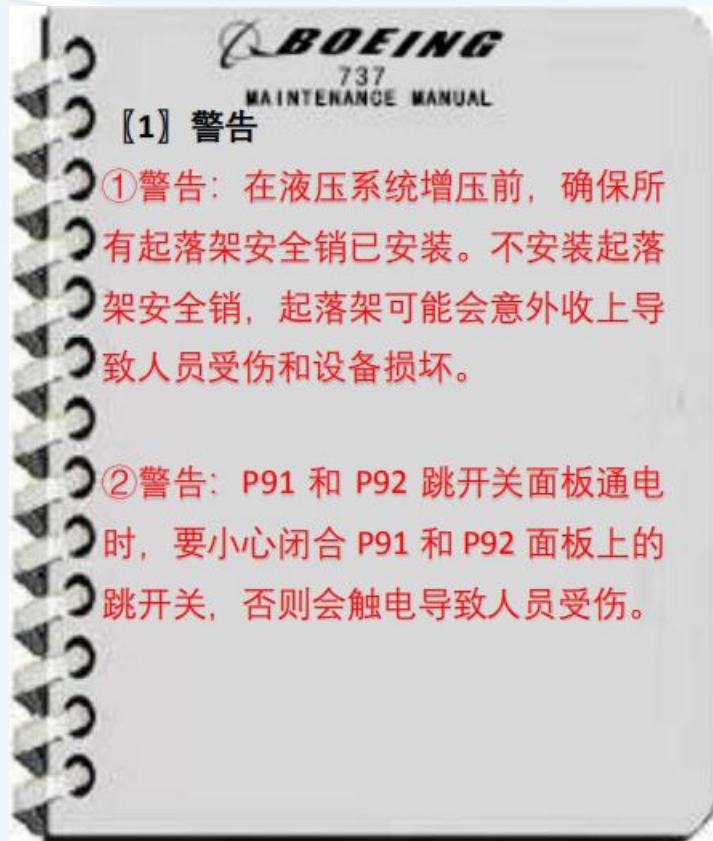 BOEING
737
MAINTENANCE MANUAL
〖1〗警告
①警告：在液压系统增压前，确保所
有起落架安全销已安装。不安装起落
架安全销，起落架可能会意外收上导
致人员受伤和设备损坏。
②警告：P91 和 P92 跳开关面板通电
时，要小心闭合 P91 和 P92 面板上的
跳开关，否则会触电导致人员受伤。